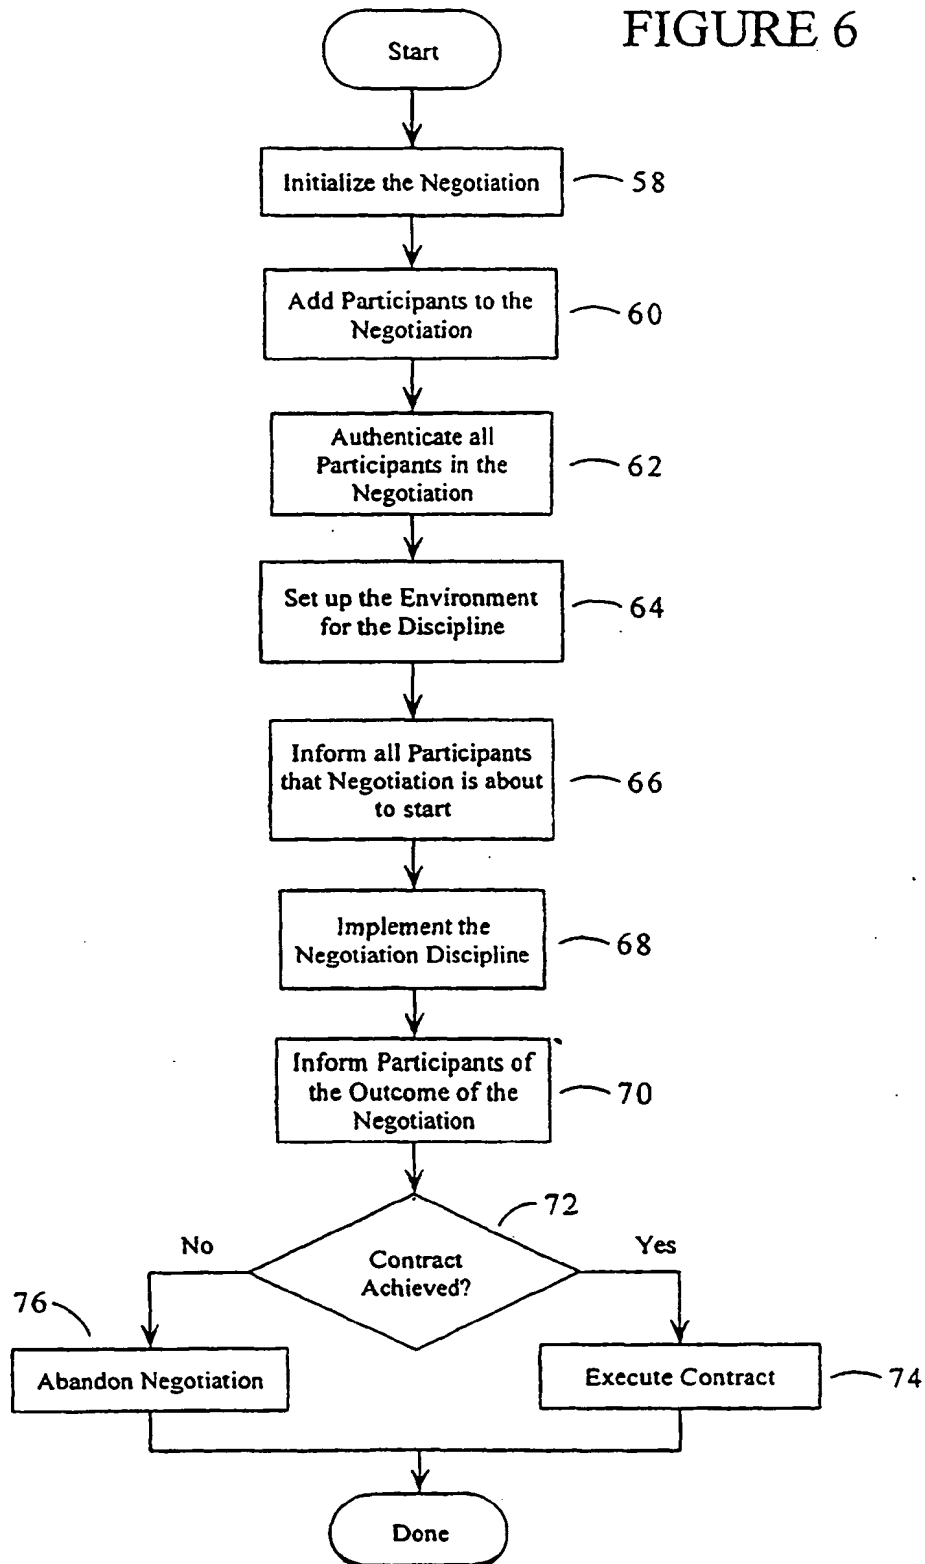 FIGURE 6
Start
Initialize the Negotiation
58
Add Participants to the
Negotiation
60
Authenticate all
Participants in the
Negotiation
62
Set up the Environment
for the Discipline
64
Inform all Participants
that Negotiation is about
to start
66
Implement the
Negotiation Discipline
68
Inform Participants of
the Outcome of the
Negotiation
70
72
Contract
Achieved?
No
Yes
76
Abandon Negotiation
Execute Contract
74
Done